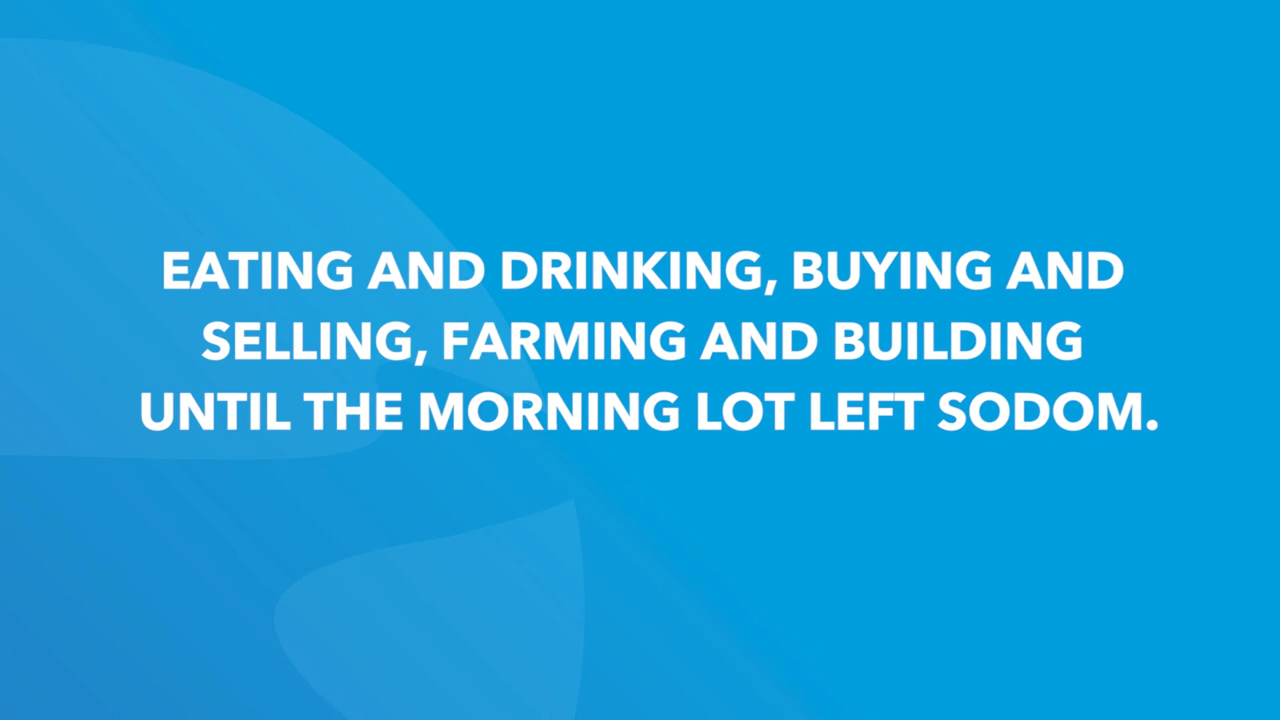 EATING AND DRINKING, BUYING AND
SELLING, FARMING AND BUILDING
UNTIL THE MORNING LOT LEFT SODOM.